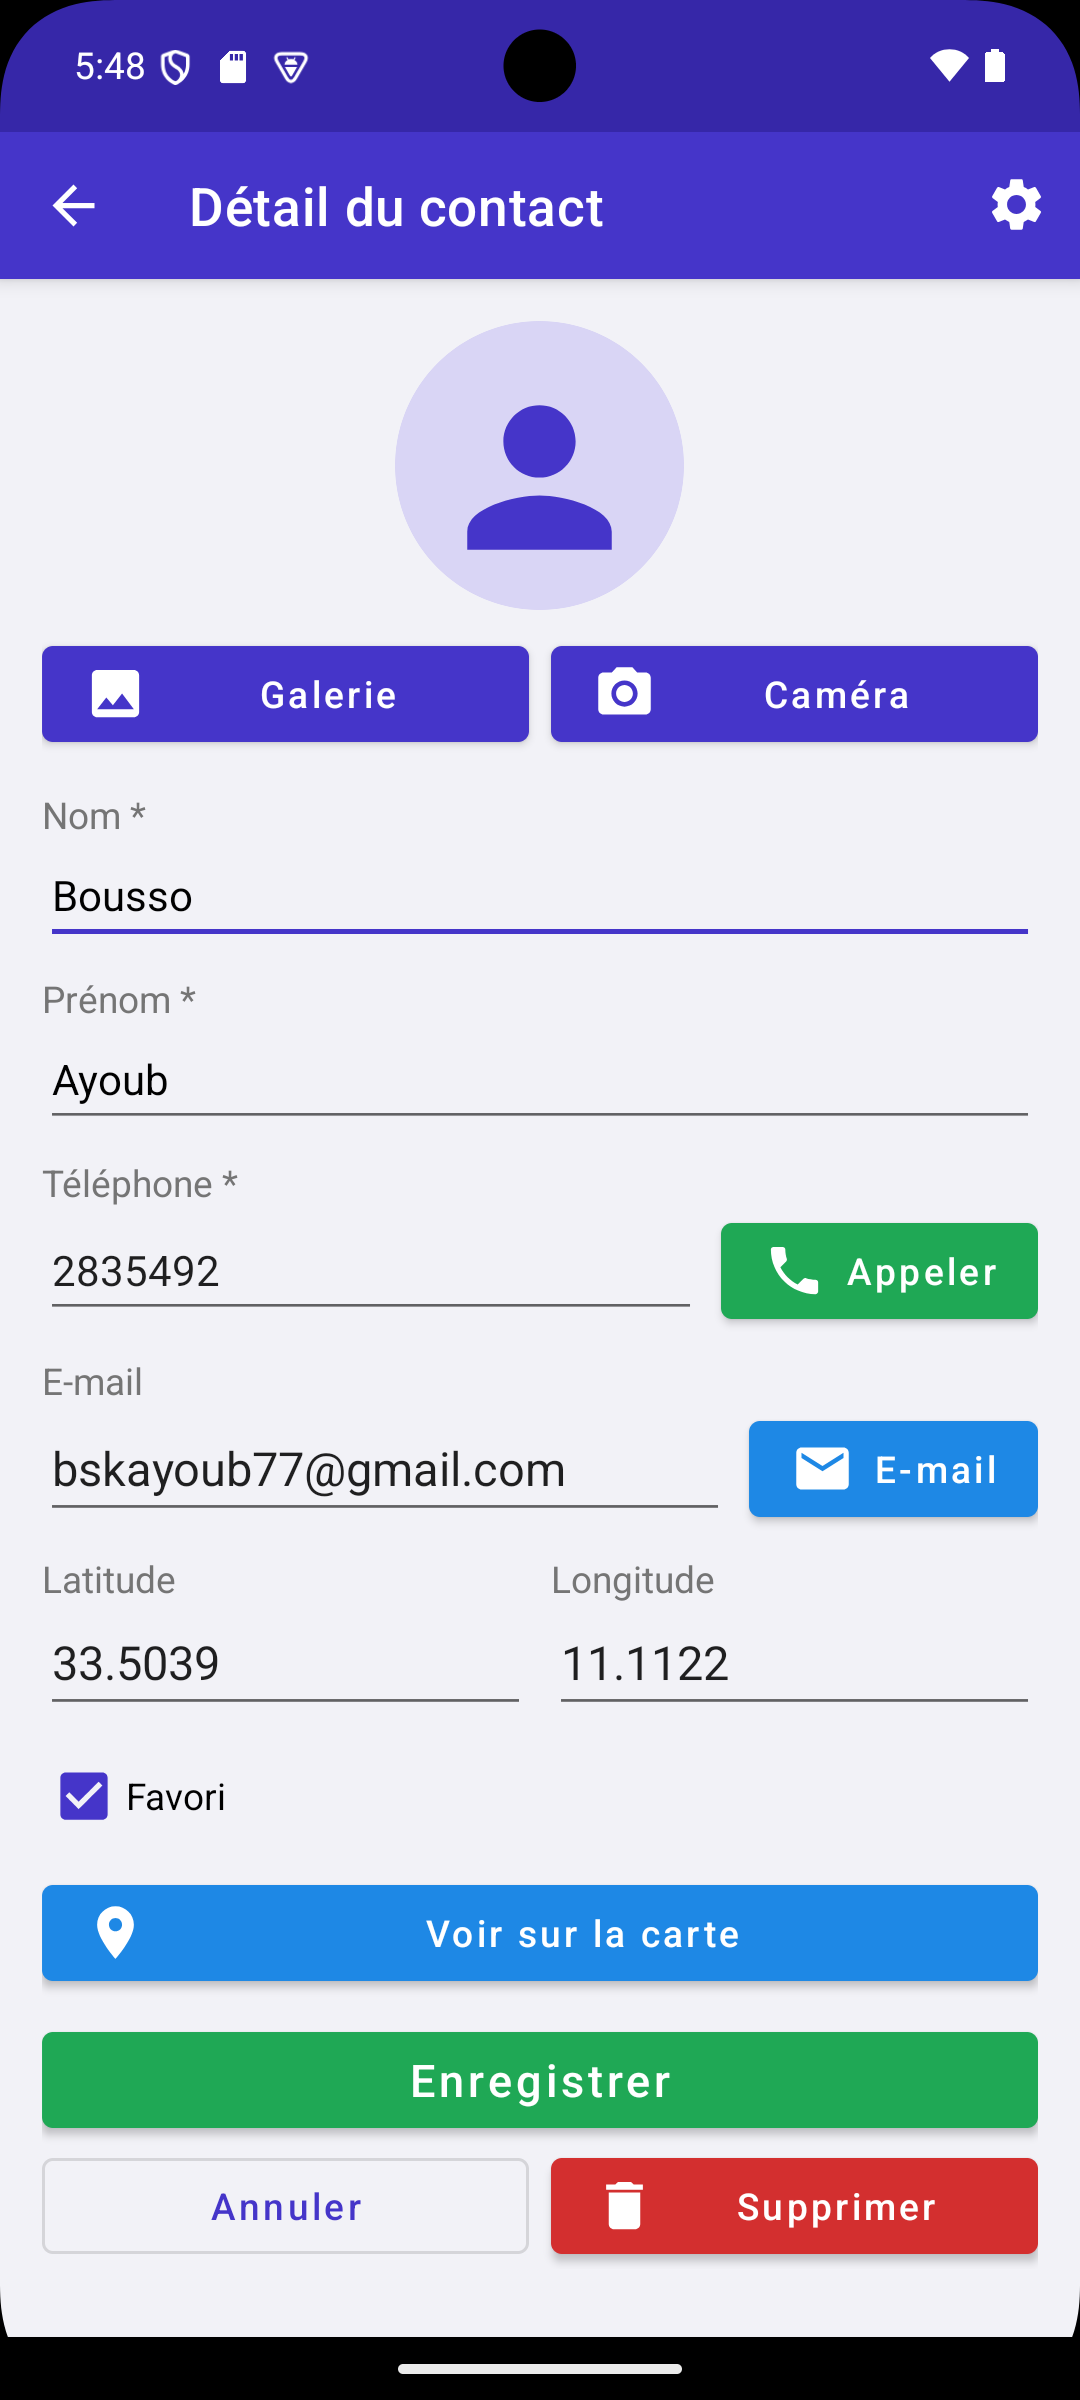 5:48
Détail du contact
Galerie
Caméra
Nom *
Bousso
Prénom *
Ayoub
Téléphone *
2835492
Appeler
E-mail
bskayoub77@gmail.com
E-mail
Latitude
Longitude
33.5039
11.1122
Favori
Voir sur la carte
Enregistrer
Annuler
Supprimer